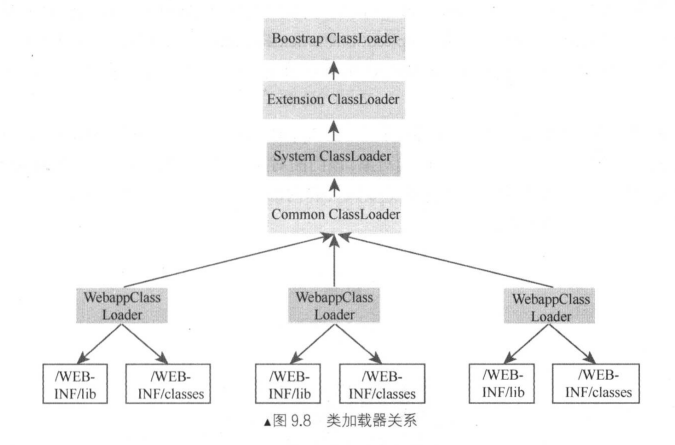 Boostrap ClassLoader
Extension ClassLoader
System ClassLoader
Common ClassLoader
WebappClass
Loader
WebappClass
Loader
WebappClass
Loader
/WEB-
INF/lib
/WEB-
INF/classes
/WEB-
INF/lib
/WEB-
INF/classes
/WEB-
INF/lib
/WEB-
INF/classes
▲图 9.8 类加载器关系